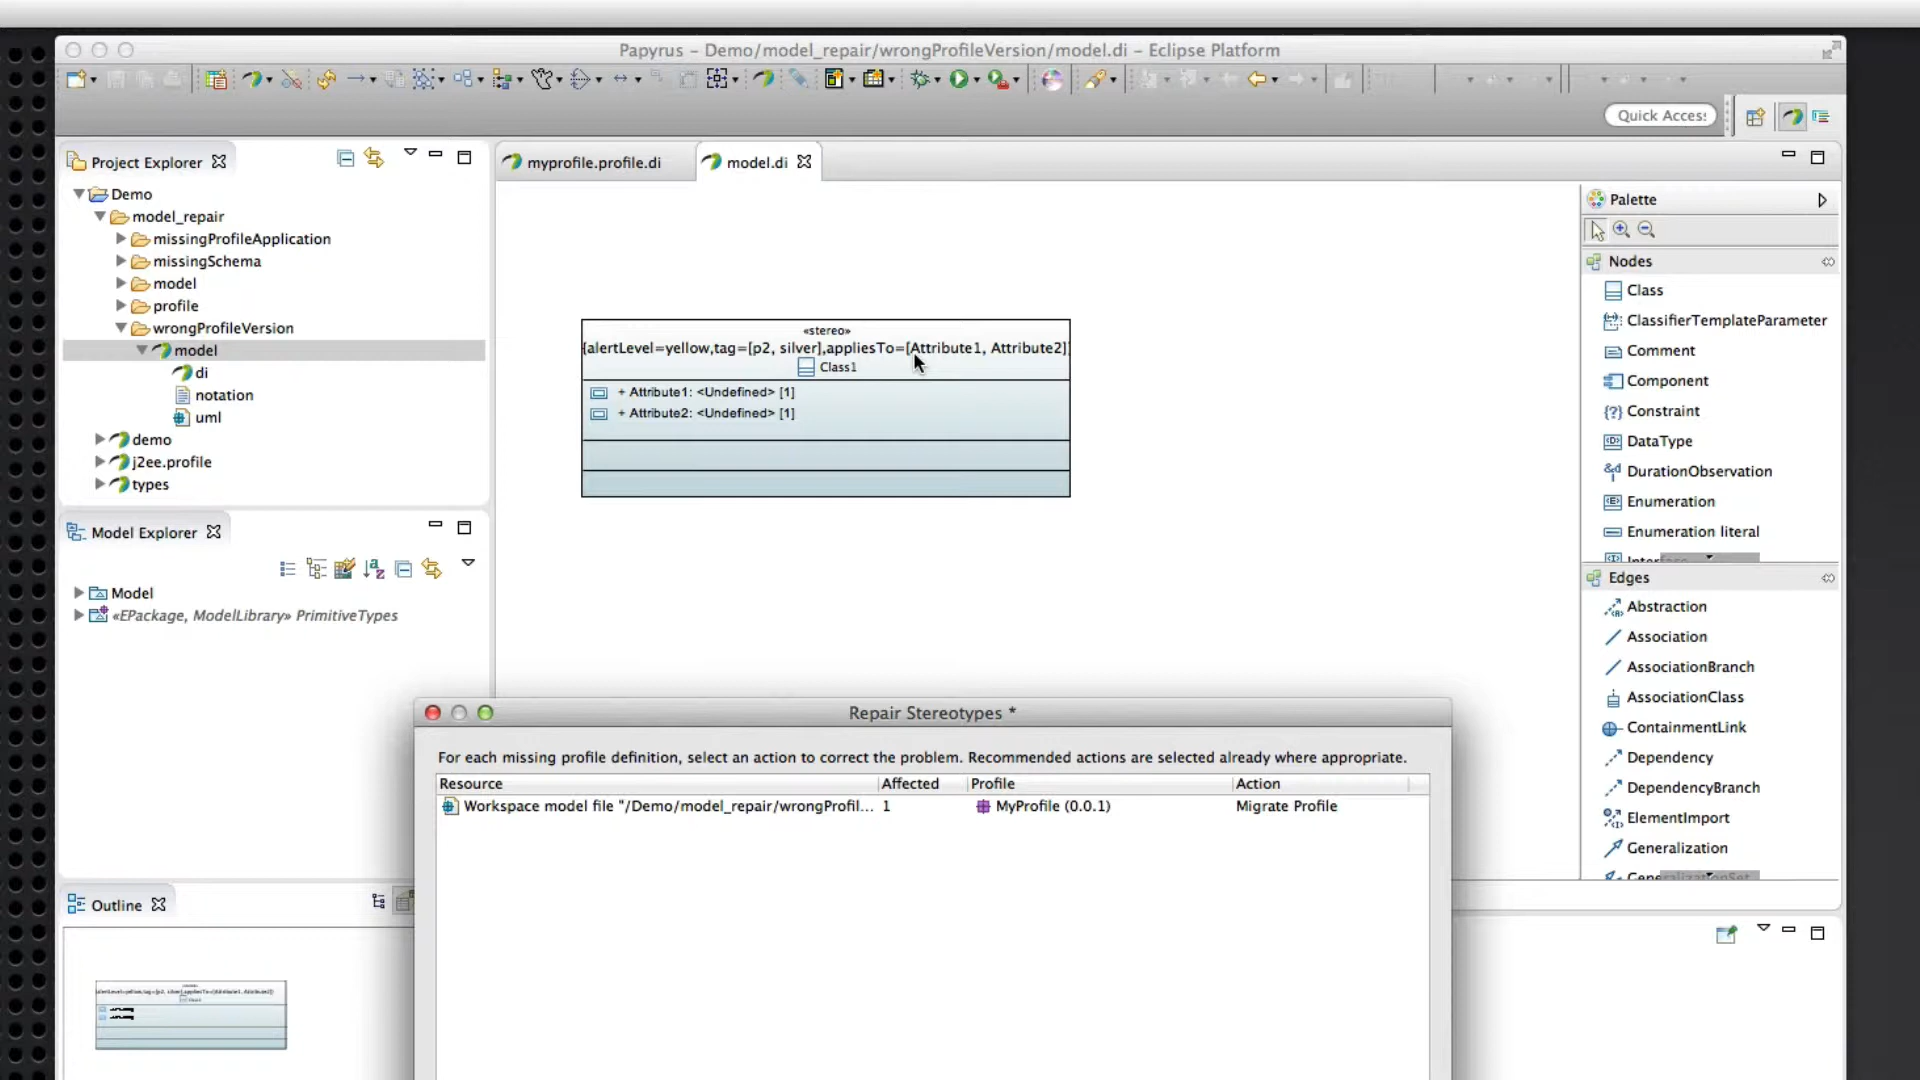 Papyrus - Demo/model_repair/wrongProfileVersion/model.di - Eclipse Platform
Quick Access
Project Explorer
Demo
model_repair
missingProfileApplication
missingSchema
model
profile
wrongProfileVersion
model
di
notation
uml
demo
j2ee.profile
types
Model Explorer
Model
«EPackage, ModelLibrary» PrimitiveTypes
Outline
myprofile.profile.di
model.di
«stereo»
{alertLevel=yellow,tag=[p2, silver],appliesTo=[Attribute1, Attribute2]}
Class1
+ Attribute1: <Undefined> [1]
+ Attribute2: <Undefined> [1]
Palette
Nodes
Class
ClassifierTemplateParameter
Comment
Component
Constraint
DataType
DurationObservation
Enumeration
Enumeration literal
Edges
Abstraction
Association
AssociationBranch
AssociationClass
ContainmentLink
Dependency
DependencyBranch
ElementImport
Generalization
GeneralizationSet
Repair Stereotypes *
For each missing profile definition, select an action to correct the problem. Recommended actions are selected already where appropriate.
Resource Affected Profile Action
Workspace model file "/Demo/model_repair/wrongProfil... 1 MyProfile (0.0.1) Migrate Profile